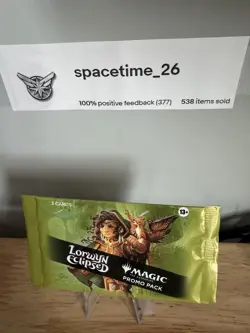 spacetime_26
100% positive feedback (377) 538 items sold
3 CARDS
13+
LORWYN
ECLIPSED
MAGIC
PROMO PACK